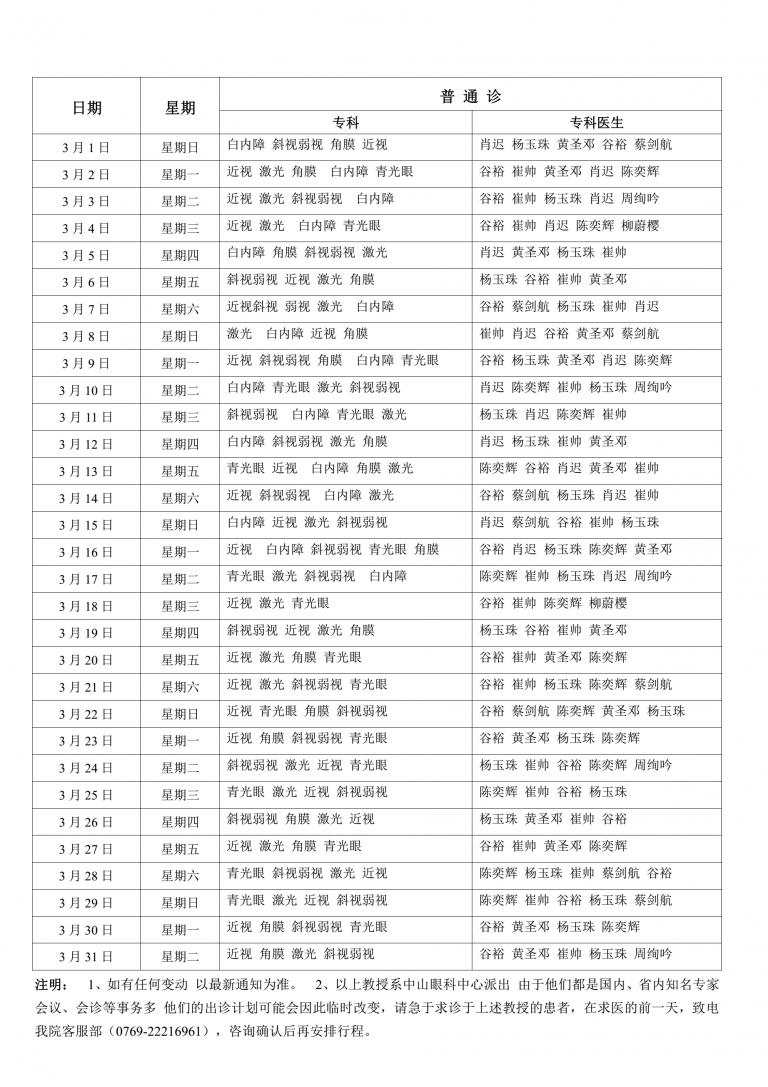 日期 星期 普 通 诊
专科 专科医生
3 月 1 日 星期日 白内障 斜视弱视 角膜 近视 肖迟 杨玉珠 黄圣邓 谷裕 蔡剑航
3 月 2 日 星期一 近视 激光 角膜 白内障 青光眼 谷裕 崔帅 黄圣邓 肖迟 陈奕辉
3 月 3 日 星期二 近视 激光 斜视弱视 白内障 谷裕 崔帅 杨玉珠 肖迟 周绚吟
3 月 4 日 星期三 近视 激光 白内障 青光眼 谷裕 崔帅 肖迟 陈奕辉 柳蔚樱
3 月 5 日 星期四 白内障 角膜 斜视弱视 激光 肖迟 黄圣邓 杨玉珠 崔帅
3 月 6 日 星期五 斜视弱视 近视 激光 角膜 杨玉珠 谷裕 崔帅 黄圣邓
3 月 7 日 星期六 近视斜视 弱视 激光 白内障 谷裕 蔡剑航 杨玉珠 崔帅 肖迟
3 月 8 日 星期日 激光 白内障 近视 角膜 崔帅 肖迟 谷裕 黄圣邓 蔡剑航
3 月 9 日 星期一 近视 斜视弱视 角膜 白内障 青光眼 谷裕 杨玉珠 黄圣邓 肖迟 陈奕辉
3 月 10 日 星期二 白内障 青光眼 激光 斜视弱视 肖迟 陈奕辉 崔帅 杨玉珠 周绚吟
3 月 11 日 星期三 斜视弱视 白内障 青光眼 激光 杨玉珠 肖迟 陈奕辉 崔帅
3 月 12 日 星期四 白内障 斜视弱视 激光 角膜 肖迟 杨玉珠 崔帅 黄圣邓
3 月 13 日 星期五 青光眼 近视 白内障 角膜 激光 陈奕辉 谷裕 肖迟 黄圣邓 崔帅
3 月 14 日 星期六 近视 斜视弱视 白内障 激光 谷裕 蔡剑航 杨玉珠 肖迟 崔帅
3 月 15 日 星期日 白内障 近视 激光 斜视弱视 肖迟 蔡剑航 谷裕 崔帅 杨玉珠
3 月 16 日 星期一 近视 白内障 斜视弱视 青光眼 角膜 谷裕 肖迟 杨玉珠 陈奕辉 黄圣邓
3 月 17 日 星期二 青光眼 激光 斜视弱视 白内障 陈奕辉 崔帅 杨玉珠 肖迟 周绚吟
3 月 18 日 星期三 近视 激光 青光眼 谷裕 崔帅 陈奕辉 柳蔚樱
3 月 19 日 星期四 斜视弱视 近视 激光 角膜 杨玉珠 谷裕 崔帅 黄圣邓
3 月 20 日 星期五 近视 激光 角膜 青光眼 谷裕 崔帅 黄圣邓 陈奕辉
3 月 21 日 星期六 近视 激光 斜视弱视 青光眼 谷裕 崔帅 杨玉珠 陈奕辉 蔡剑航
3 月 22 日 星期日 近视 青光眼 角膜 斜视弱视 谷裕 蔡剑航 陈奕辉 黄圣邓 杨玉珠
3 月 23 日 星期一 近视 角膜 斜视弱视 青光眼 谷裕 黄圣邓 杨玉珠 陈奕辉
3 月 24 日 星期二 斜视弱视 激光 近视 青光眼 杨玉珠 崔帅 谷裕 陈奕辉 周绚吟
3 月 25 日 星期三 青光眼 激光 近视 斜视弱视 陈奕辉 崔帅 谷裕 杨玉珠
3 月 26 日 星期四 斜视弱视 角膜 激光 近视 杨玉珠 黄圣邓 崔帅 谷裕
3 月 27 日 星期五 近视 激光 角膜 青光眼 谷裕 崔帅 黄圣邓 陈奕辉
3 月 28 日 星期六 青光眼 斜视弱视 激光 近视 陈奕辉 杨玉珠 崔帅 蔡剑航 谷裕
3 月 29 日 星期日 青光眼 激光 近视 斜视弱视 陈奕辉 崔帅 谷裕 杨玉珠 蔡剑航
3 月 30 日 星期一 近视 角膜 斜视弱视 青光眼 谷裕 黄圣邓 杨玉珠 陈奕辉
3 月 31 日 星期二 近视 角膜 激光 斜视弱视 谷裕 黄圣邓 崔帅 杨玉珠 周绚吟
注明： 1、如有任何变动 以最新通知为准。 2、以上教授系中山眼科中心派出 由于他们都是国内、省内知名专家
会议、会诊等事务多 他们的出诊计划可能会因此临时改变，请急于求诊于上述教授的患者，在求医的前一天，致电
我院客服部（0769-22216961），咨询确认后再安排行程。